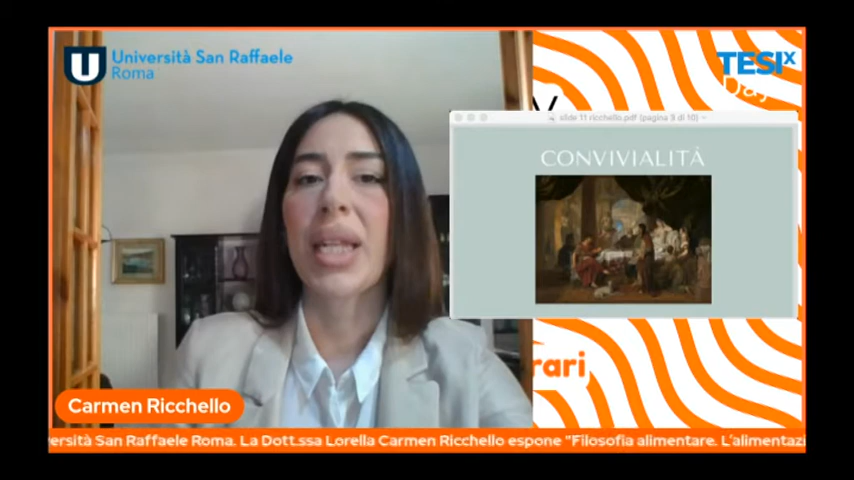 Università San Raffaele
Roma
TESIx
Day
slide 11 ricchello.pdf (pagina 9 di 10)
CONVIVIALITÀ
rari
Carmen Ricchello
ersità San Raffaele Roma. La Dott.ssa Lorella Carmen Ricchello espone "Filosofia alimentare. L'alimentazi